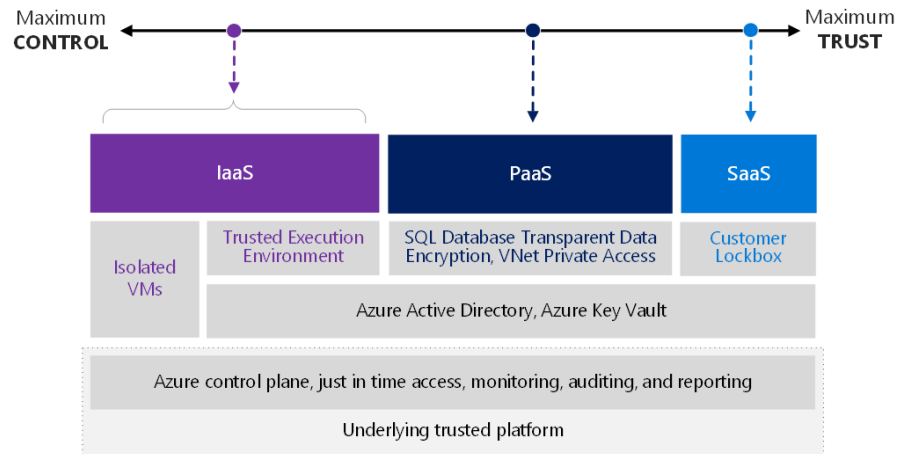 Maximum
CONTROL
Maximum
TRUST
IaaS
PaaS
SaaS
Isolated
VMs
Trusted Execution
Environment
SQL Database Transparent Data
Encryption, VNet Private Access
Customer
Lockbox
Azure Active Directory, Azure Key Vault
Azure control plane, just in time access, monitoring, auditing, and reporting
Underlying trusted platform